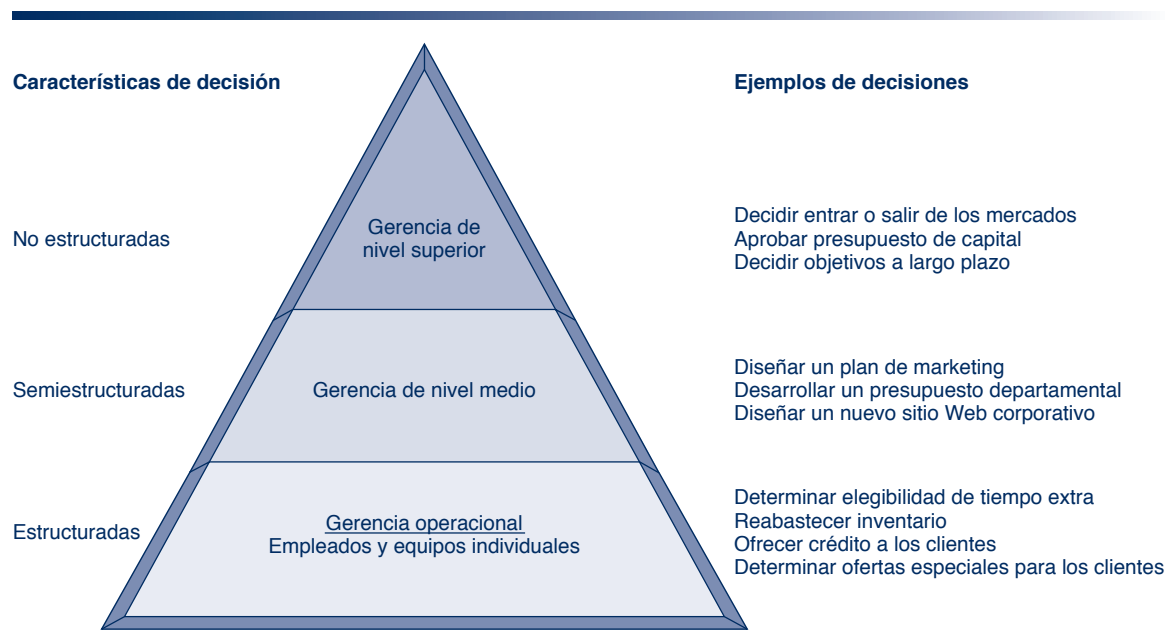 Características de decisión
Ejemplos de decisiones
No estructuradas
Gerencia de
nivel superior
Decidir entrar o salir de los mercados
Aprobar presupuesto de capital
Decidir objetivos a largo plazo
Semiestructuradas
Gerencia de nivel medio
Diseñar un plan de marketing
Desarrollar un presupuesto departamental
Diseñar un nuevo sitio Web corporativo
Estructuradas
Gerencia operacional
Empleados y equipos individuales
Determinar elegibilidad de tiempo extra
Reabastecer inventario
Ofrecer crédito a los clientes
Determinar ofertas especiales para los clientes